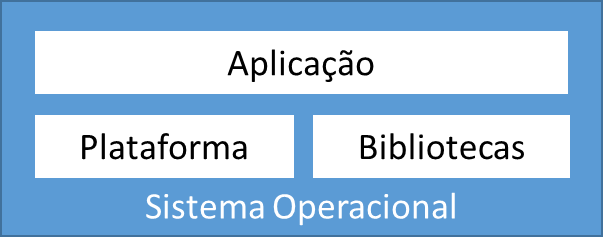 Aplicação
Plataforma
Bibliotecas
Sistema Operacional